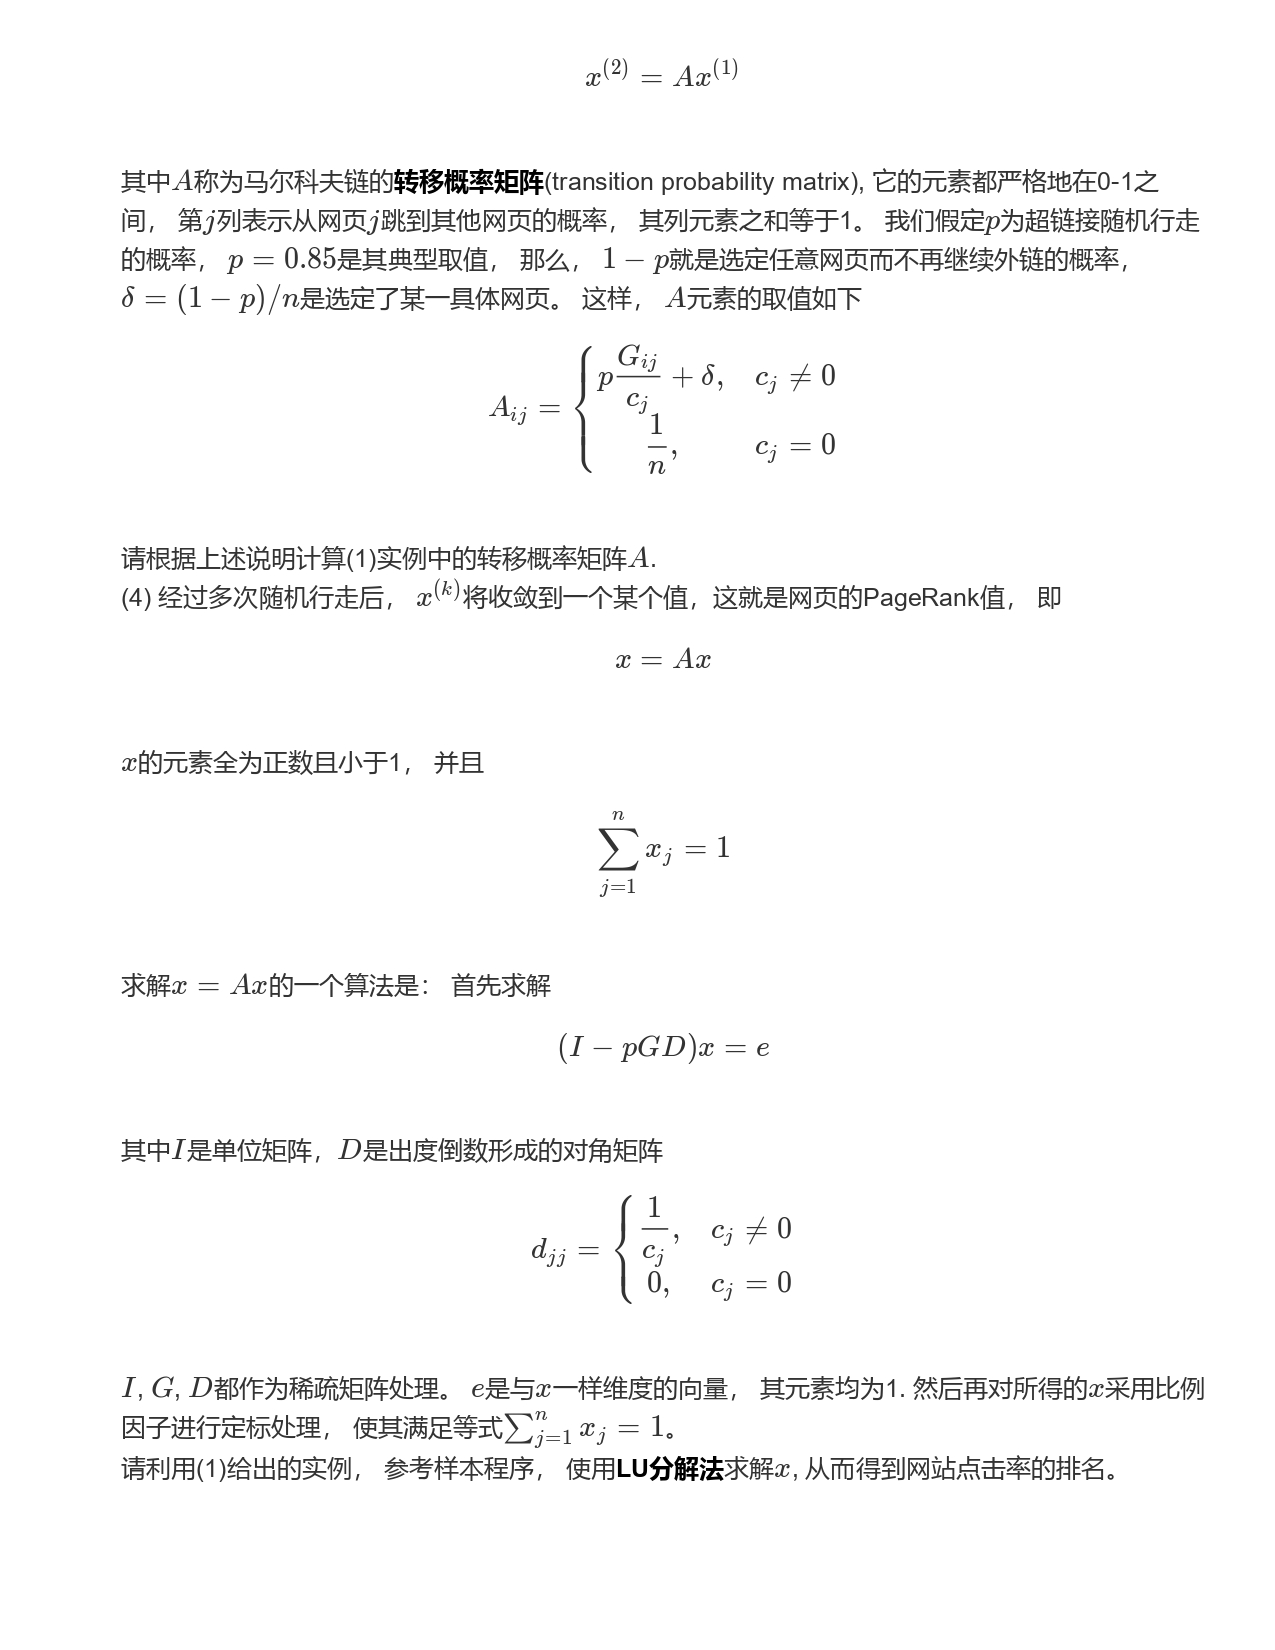 $x^{(2)} = Ax^{(1)}$
其中$A$称为马尔科夫链的转移概率矩阵(transition probability matrix), 它的元素都严格地在0-1之
间， 第$j$列表示从网页$j$跳到其他网页的概率， 其列元素之和等于1。 我们假定$p$为超链接随机行走
的概率， $p = 0.85$是其典型取值， 那么， $1 - p$就是选定任意网页而不再继续外链的概率，
$\delta = (1 - p)/n$是选定了某一具体网页。 这样， $A$元素的取值如下
$A_{ij} = \begin{cases} p\dfrac{G_{ij}}{c_j} + \delta, & c_j \neq 0 \\ \dfrac{1}{n}, & c_j = 0 \end{cases}$
请根据上述说明计算(1)实例中的转移概率矩阵$A$.
(4) 经过多次随机行走后， $x^{(k)}$将收敛到一个某个值，这就是网页的PageRank值， 即
$x = Ax$
$x$的元素全为正数且小于1， 并且
$\sum_{j=1}^{n} x_j = 1$
求解$x = Ax$的一个算法是： 首先求解
$(I - pGD)x = e$
其中$I$是单位矩阵，$D$是出度倒数形成的对角矩阵
$d_{jj} = \begin{cases} \dfrac{1}{c_j}, & c_j \neq 0 \\ 0, & c_j = 0 \end{cases}$
$I$, $G$, $D$都作为稀疏矩阵处理。 $e$是与$x$一样维度的向量， 其元素均为1. 然后再对所得的$x$采用比例
因子进行定标处理， 使其满足等式$\sum_{j=1}^{n} x_j = 1$。
请利用(1)给出的实例， 参考样本程序， 使用LU分解法求解$x$, 从而得到网站点击率的排名。